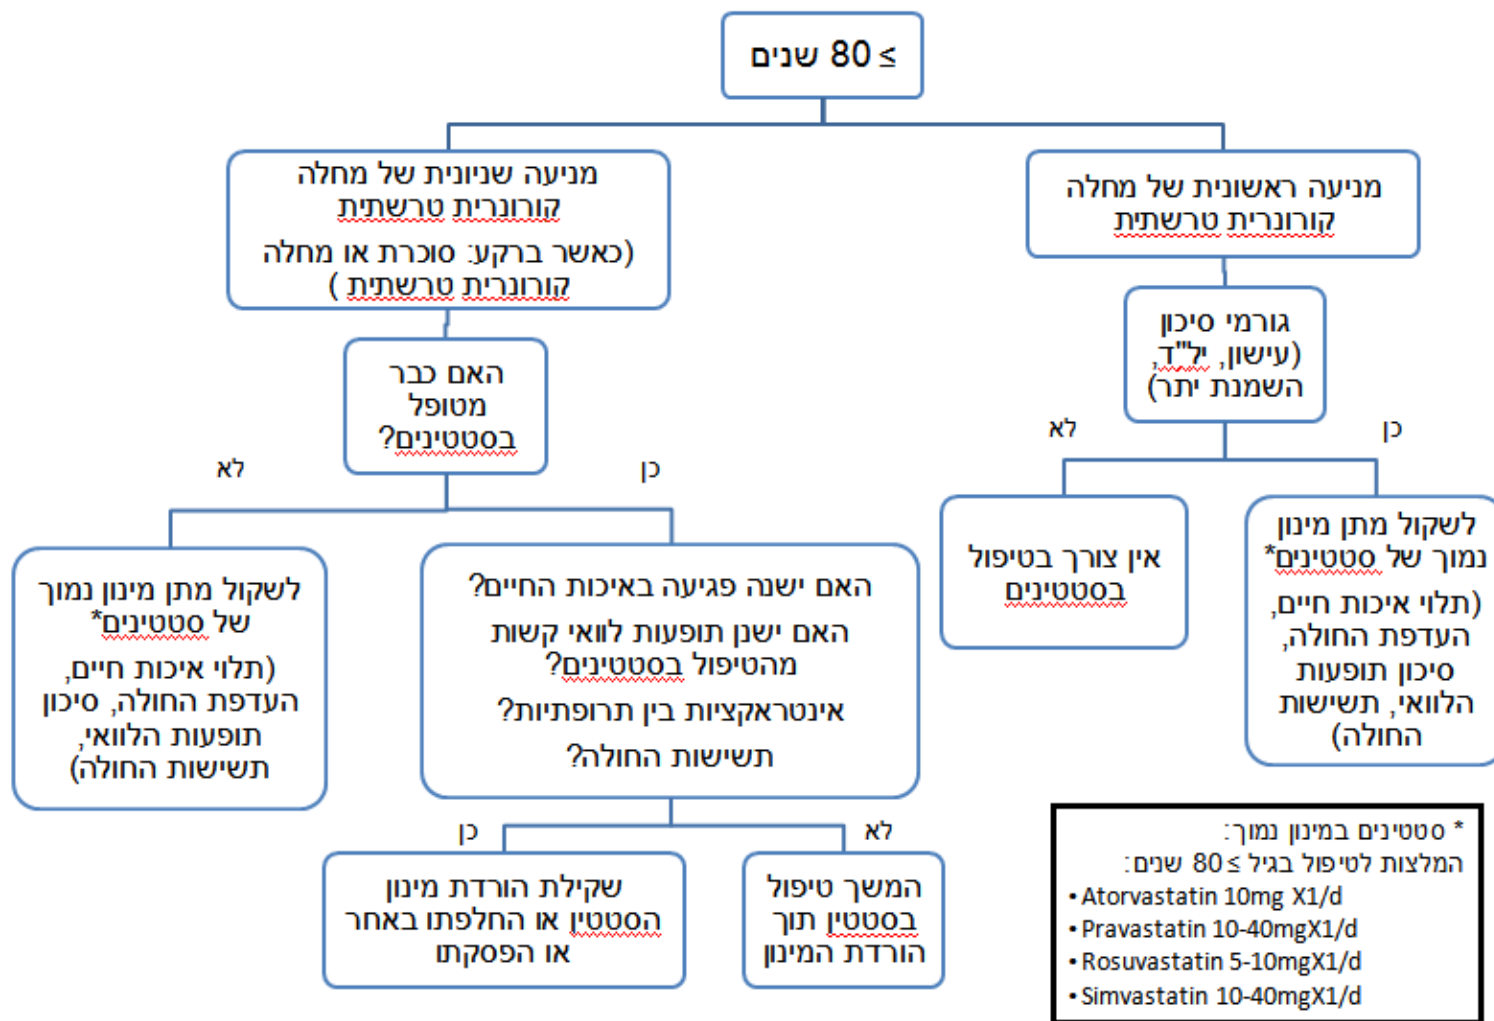 ≥ 80 שנים
מניעה ראשונית של מחלה
קורונרית טרשתית
גורמי סיכון
(עישון, יל"ד,
השמנת יתר)
כן
לא
לשקול מתן מינון
נמוך של סטטינים*
(תלוי איכות חיים,
העדפת החולה,
סיכון תופעות
הלוואי, תשישות
החולה)
אין צורך בטיפול
בסטטינים
מניעה שניונית של מחלה
קורונרית טרשתית
(כאשר ברקע: סוכרת או מחלה
קורונרית טרשתית )
האם כבר
מטופל
בסטטינים?
כן
לא
האם ישנה פגיעה באיכות החיים?
האם ישנן תופעות לוואי קשות
מהטיפול בסטטינים?
אינטראקציות בין תרופתיות?
תשישות החולה?
לשקול מתן מינון נמוך
של סטטינים*
(תלוי איכות חיים,
העדפת החולה, סיכון
תופעות הלוואי,
תשישות החולה)
לא
כן
המשך טיפול
בסטטין תוך
הורדת המינון
שקילת הורדת מינון
הסטטין או החלפתו באחר
או הפסקתו
* סטטינים במינון נמוך:
המלצות לטיפול בגיל ≥ 80 שנים:
• Atorvastatin 10mg X1/d
• Pravastatin 10-40mgX1/d
• Rosuvastatin 5-10mgX1/d
• Simvastatin 10-40mgX1/d